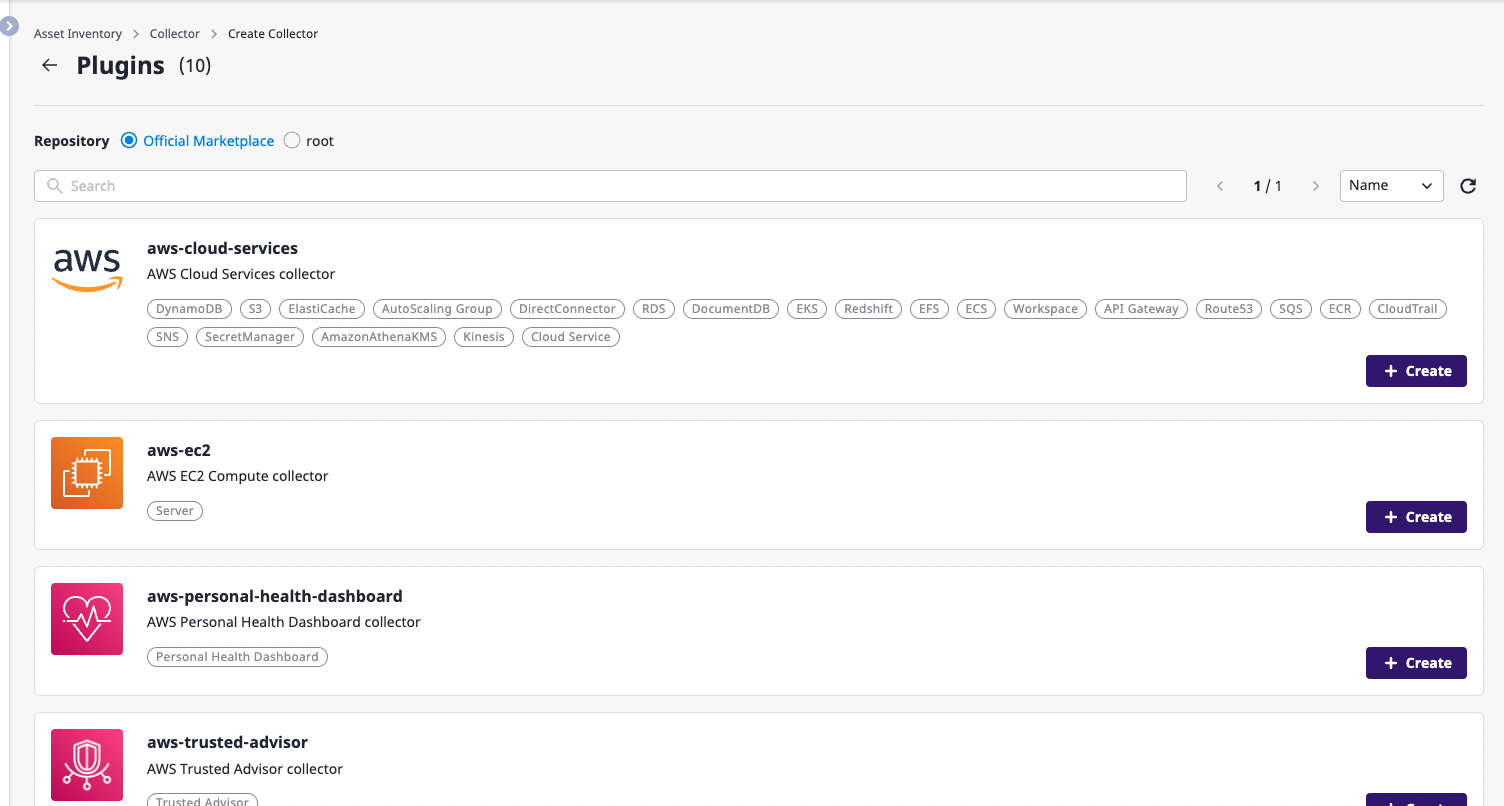 Asset Inventory > Collector > Create Collector
Plugins (10)
Repository Official Marketplace root
Search 1 / 1 Name
aws
aws-cloud-services
AWS Cloud Services collector
DynamoDB S3 ElastiCache AutoScaling Group DirectConnector RDS DocumentDB EKS Redshift EFS ECS Workspace API Gateway Route53 SQS ECR CloudTrail
SNS SecretManager AmazonAthenaKMS Kinesis Cloud Service
+ Create
aws-ec2
AWS EC2 Compute collector
Server
+ Create
aws-personal-health-dashboard
AWS Personal Health Dashboard collector
Personal Health Dashboard
+ Create
aws-trusted-advisor
AWS Trusted Advisor collector
Trusted Advisor
+ Create